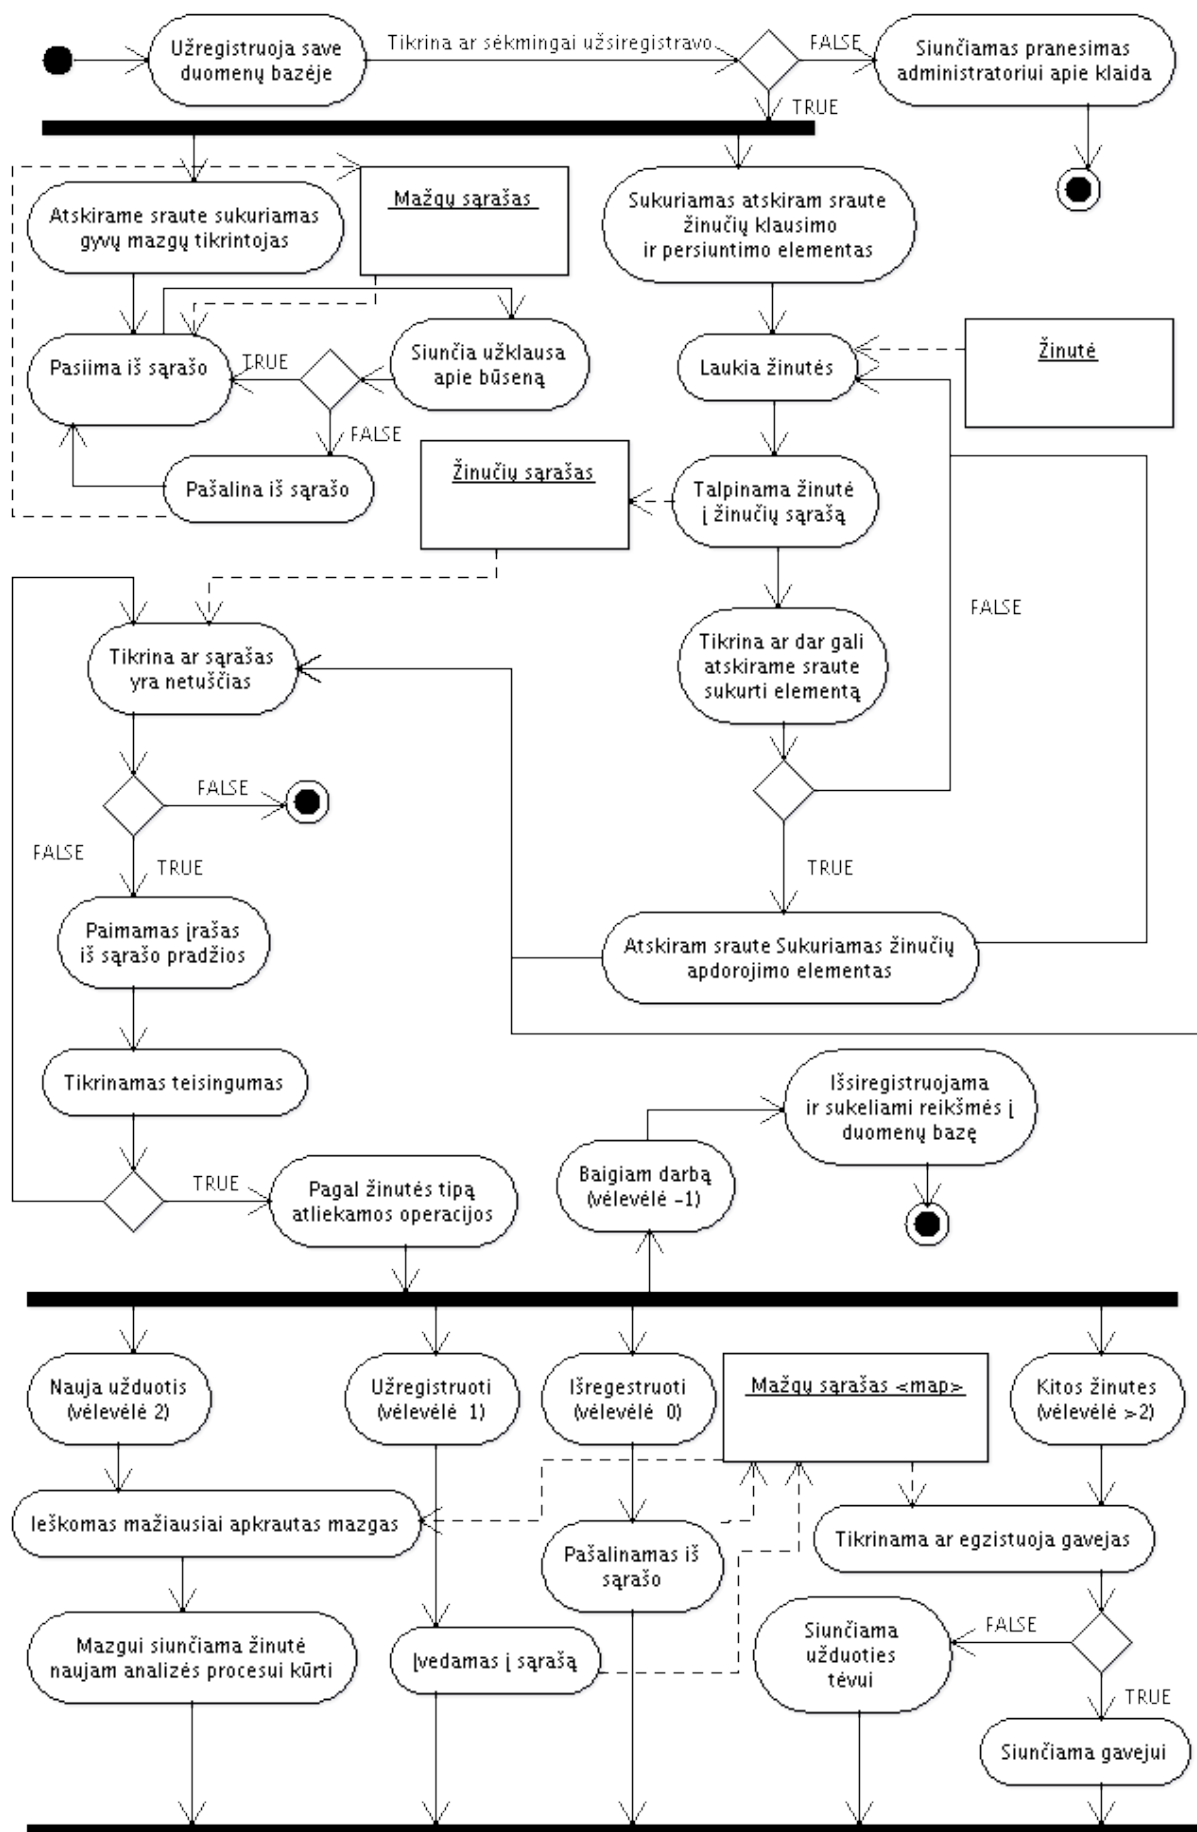 Užregistruoja save
duomenų bazėje
Tikrina ar sėkmingai užsiregistravo
FALSE
Siunčiamas pranesimas
administratoriui apie klaida
TRUE
Atskirame sraute sukuriamas
gyvų mazgų tikrintojas
Mažgų sąrašas
Sukuriamas atskiram sraute
žinučių klausimo
ir persiuntimo elementas
Pasiima iš sąrašo
TRUE
Siunčia užklausa
apie būseną
Laukia žinutės
Žinutė
FALSE
Pašalina iš sąrašo
Žinučių sąrašas
Talpinama žinutė
į žinučių sąrašą
FALSE
Tikrina ar sąrašas
yra netuščias
Tikrina ar dar gali
atskirame sraute
sukurti elementą
FALSE
FALSE
TRUE
TRUE
Paimamas įrašas
iš sąrašo pradžios
Atskiram sraute Sukuriamas žinučių
apdorojimo elementas
Tikrinamas teisingumas
Išsiregistruojama
ir sukeliami reikšmės į
duomenų bazę
TRUE
Pagal žinutės tipą
atliekamos operacijos
Baigiam darbą
(vėlevėlė -1)
Nauja užduotis
(vėlevėlė 2)
Užregistruoti
(vėlevėlė 1)
Išregestruoti
(vėlevėlė 0)
Mažgų sąrašas <map>
Kitos žinutes
(vėlevėlė >2)
Ieškomas mažiausiai apkrautas mazgas
Pašalinamas iš
sąrašo
Tikrinama ar egzistuoja gavejas
Mazgui siunčiama žinutė
naujam analizės procesui kūrti
Įvedamas į sąrašą
Siunčiama
užduoties
tėvui
FALSE
TRUE
Siunčiama gavejui